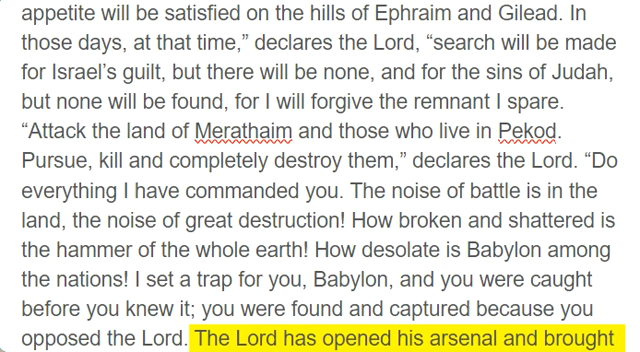 appetite will be satisfied on the hills of Ephraim and Gilead. In
those days, at that time,” declares the Lord, “search will be made
for Israel’s guilt, but there will be none, and for the sins of Judah,
but none will be found, for I will forgive the remnant I spare.
“Attack the land of Merathaim and those who live in Pekod.
Pursue, kill and completely destroy them,” declares the Lord. “Do
everything I have commanded you. The noise of battle is in the
land, the noise of great destruction! How broken and shattered is
the hammer of the whole earth! How desolate is Babylon among
the nations! I set a trap for you, Babylon, and you were caught
before you knew it; you were found and captured because you
opposed the Lord. The Lord has opened his arsenal and brought